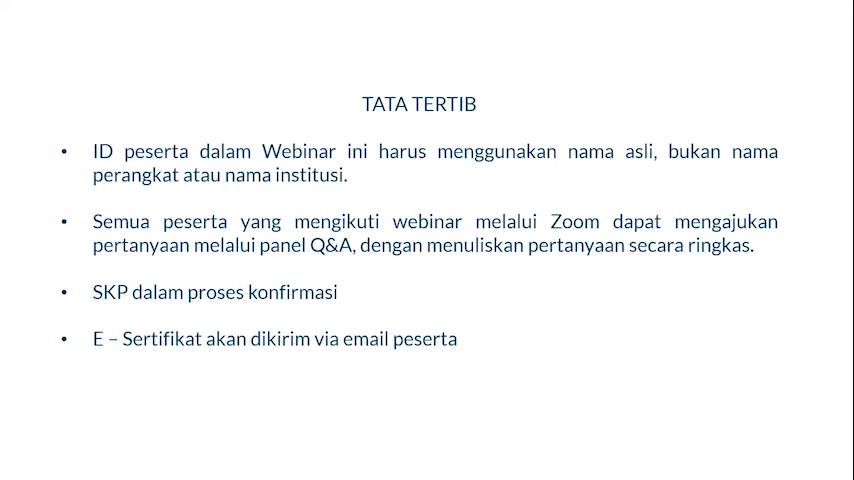 TATA TERTIB
• ID peserta dalam Webinar ini harus menggunakan nama asli, bukan nama
perangkat atau nama institusi.
• Semua peserta yang mengikuti webinar melalui Zoom dapat mengajukan
pertanyaan melalui panel Q&A, dengan menuliskan pertanyaan secara ringkas.
• SKP dalam proses konfirmasi
• E – Sertifikat akan dikirim via email peserta